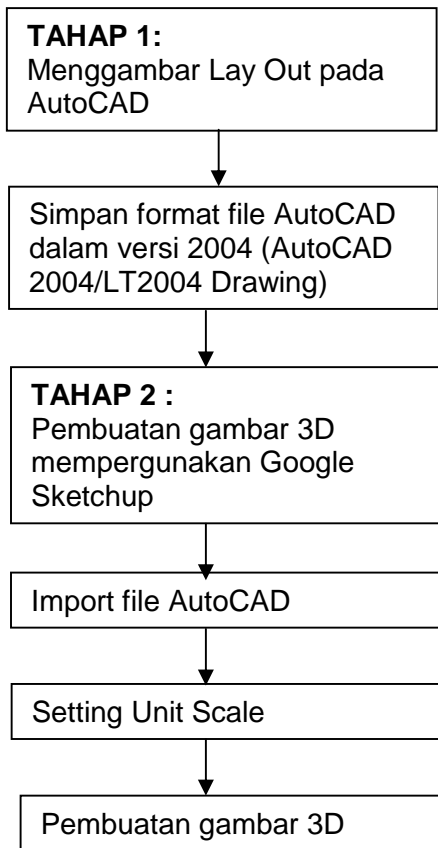 TAHAP 1:
Menggambar Lay Out pada
AutoCAD
Simpan format file AutoCAD
dalam versi 2004 (AutoCAD
2004/LT2004 Drawing)
TAHAP 2 :
Pembuatan gambar 3D
mempergunakan Google
Sketchup
Import file AutoCAD
Setting Unit Scale
Pembuatan gambar 3D